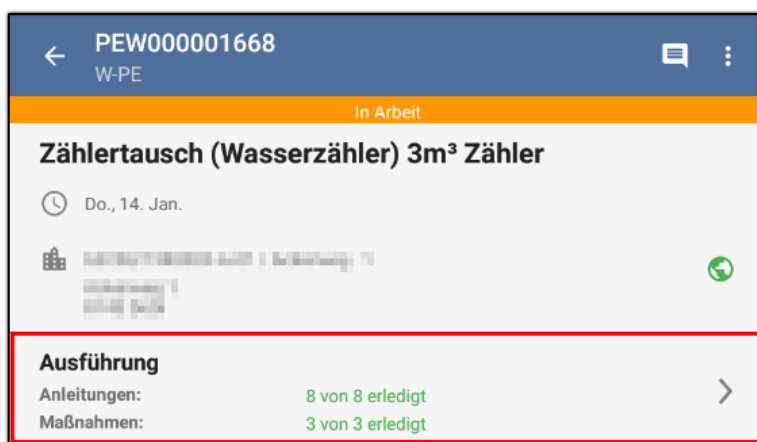 PEW000001668
W-PE
In Arbeit
Zählertausch (Wasserzähler) 3m³ Zähler
Do., 14. Jan.
Ausführung
Anleitungen: 8 von 8 erledigt
Maßnahmen: 3 von 3 erledigt